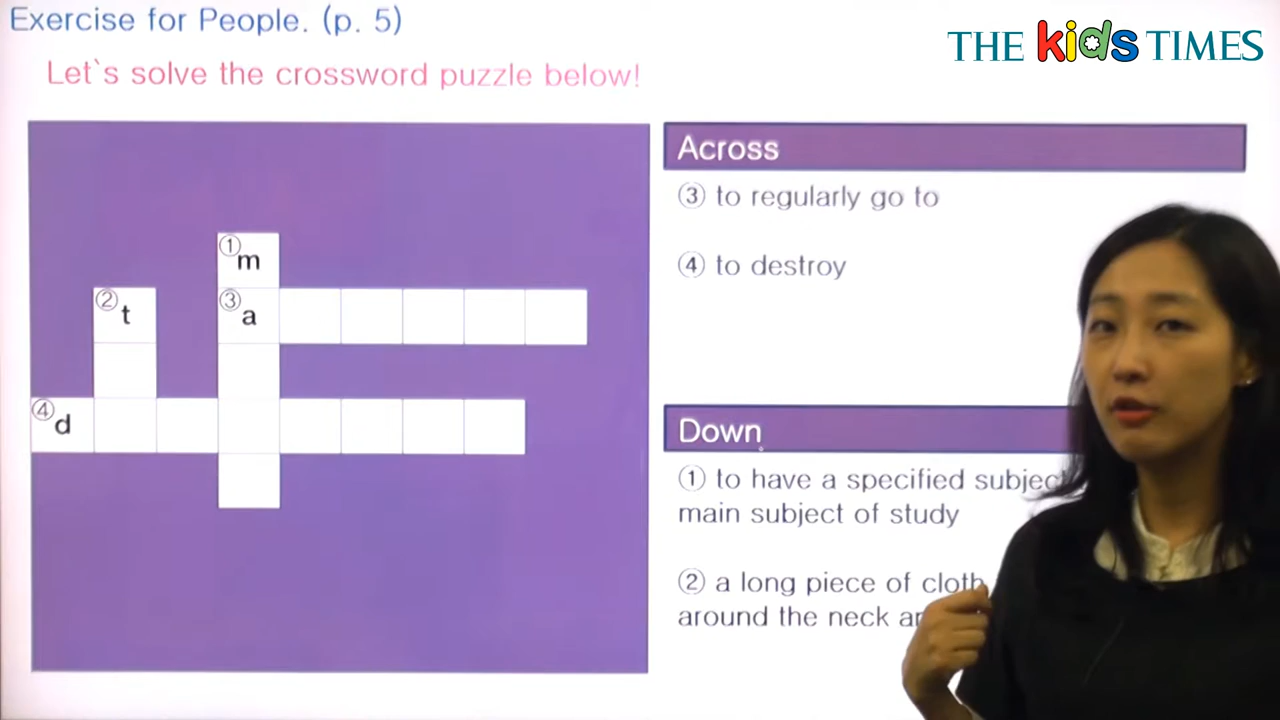 Exercise for People. (p. 5)
THE kids TIMES
Let`s solve the crossword puzzle below!
① m
② t
③ a
④ d
Across
③ to regularly go to
④ to destroy
Down
① to have a specified subject
main subject of study
② a long piece of cloth
around the neck